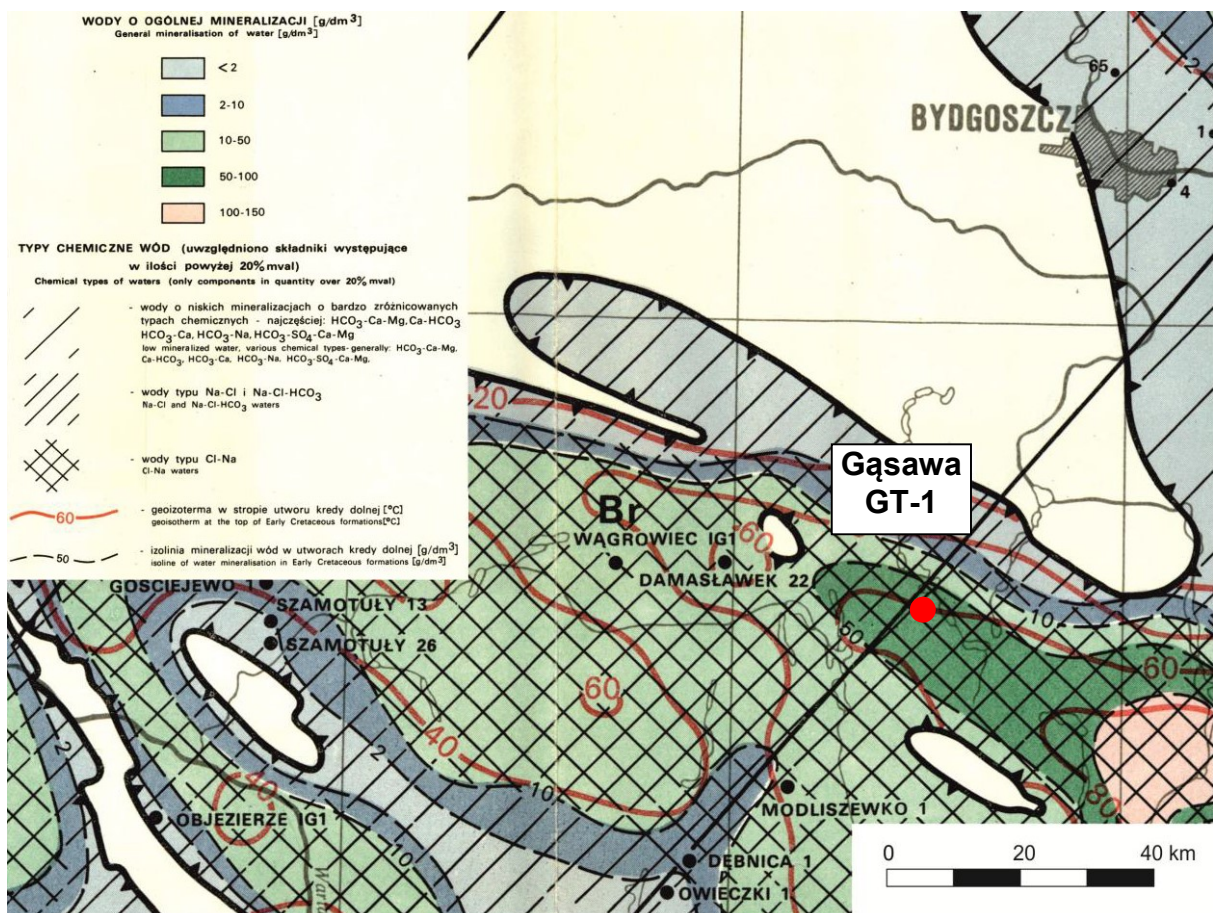 WODY O OGÓLNEJ MINERALIZACJI [g/dm³]
General mineralisation of water [g/dm³]
< 2
2-10
10-50
50-100
100-150
TYPY CHEMICZNE WÓD (uwzględniono składniki występujące
w ilości powyżej 20% mval)
Chemical types of waters (only components in quantity over 20% mval)
- wody o niskich mineralizacjach o bardzo zróżnicowanych
typach chemicznych - najczęściej: HCO₃-Ca-Mg, Ca-HCO₃
HCO₃-Ca, HCO₃-Na, HCO₃-SO₄-Ca-Mg
low mineralized water, various chemical types-generally: HCO₃-Ca-Mg,
Ca-HCO₃, HCO₃-Ca, HCO₃-Na, HCO₃-SO₄-Ca-Mg.
- wody typu Na-Cl i Na-Cl-HCO₃
Na-Cl and Na-Cl-HCO₃ waters
- wody typu Cl-Na
Cl-Na waters
60
- geoizoterma w stropie utworu kredy dolnej [°C]
geoisotherm at the top of Early Cretaceous formations[°C]
50
- izolinia mineralizacji wód w utworach kredy dolnej [g/dm³]
isoline of water mineralisation in Early Cretaceous formations [g/dm³]
65
2
BYDGOSZCZ
1
4
20
Gąsawa
GT-1
Br
60
WĄGROWIEC IG1
DAMASŁAWEK 22
GOŚCIEJEWO
SZAMOTUŁY 13
SZAMOTUŁY 26
10
50
60
60
2
40
40
10
80
MODLISZEWKO 1
OBJEZIERZE IG1
2
10
DĘBNICA 1
OWIECZKI 1
Warta
0 20 40 km